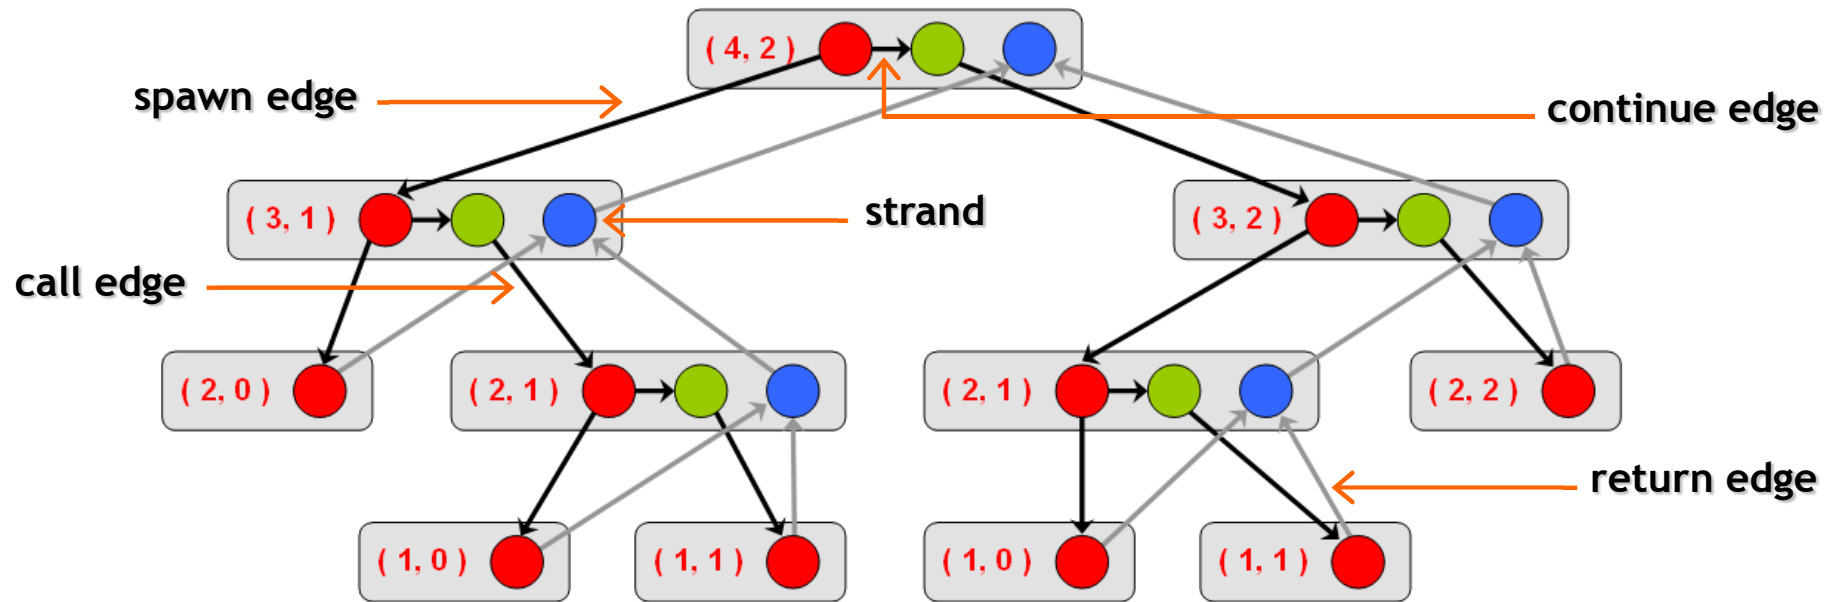 ( 4, 2 )
spawn edge
continue edge
( 3, 1 )
strand
( 3, 2 )
call edge
( 2, 0 )
( 2, 1 )
( 2, 1 )
( 2, 2 )
return edge
( 1, 0 )
( 1, 1 )
( 1, 0 )
( 1, 1 )